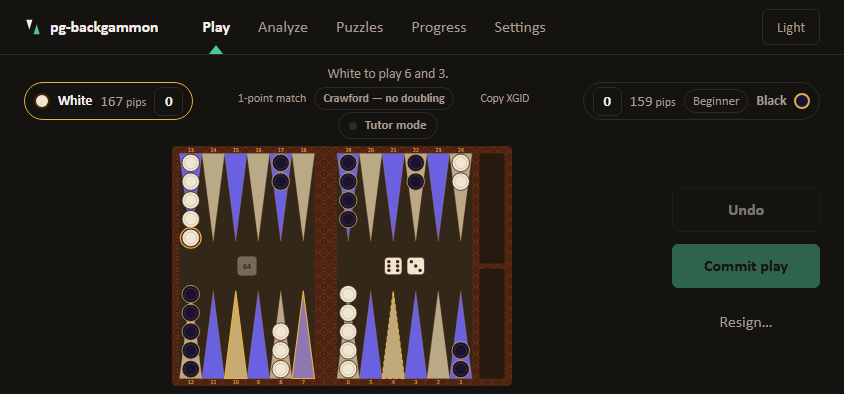 pg-backgammon
Play
Analyze
Puzzles
Progress
Settings
Light
White to play 6 and 3.
White 167 pips 0
1-point match
Crawford — no doubling
Copy XGID
0 159 pips Beginner Black
Tutor mode
13 14 15 16 17 18 19 20 21 22 23 24
Undo
64
Commit play
Resign...
12 11 10 9 8 7 6 5 4 3 2 1